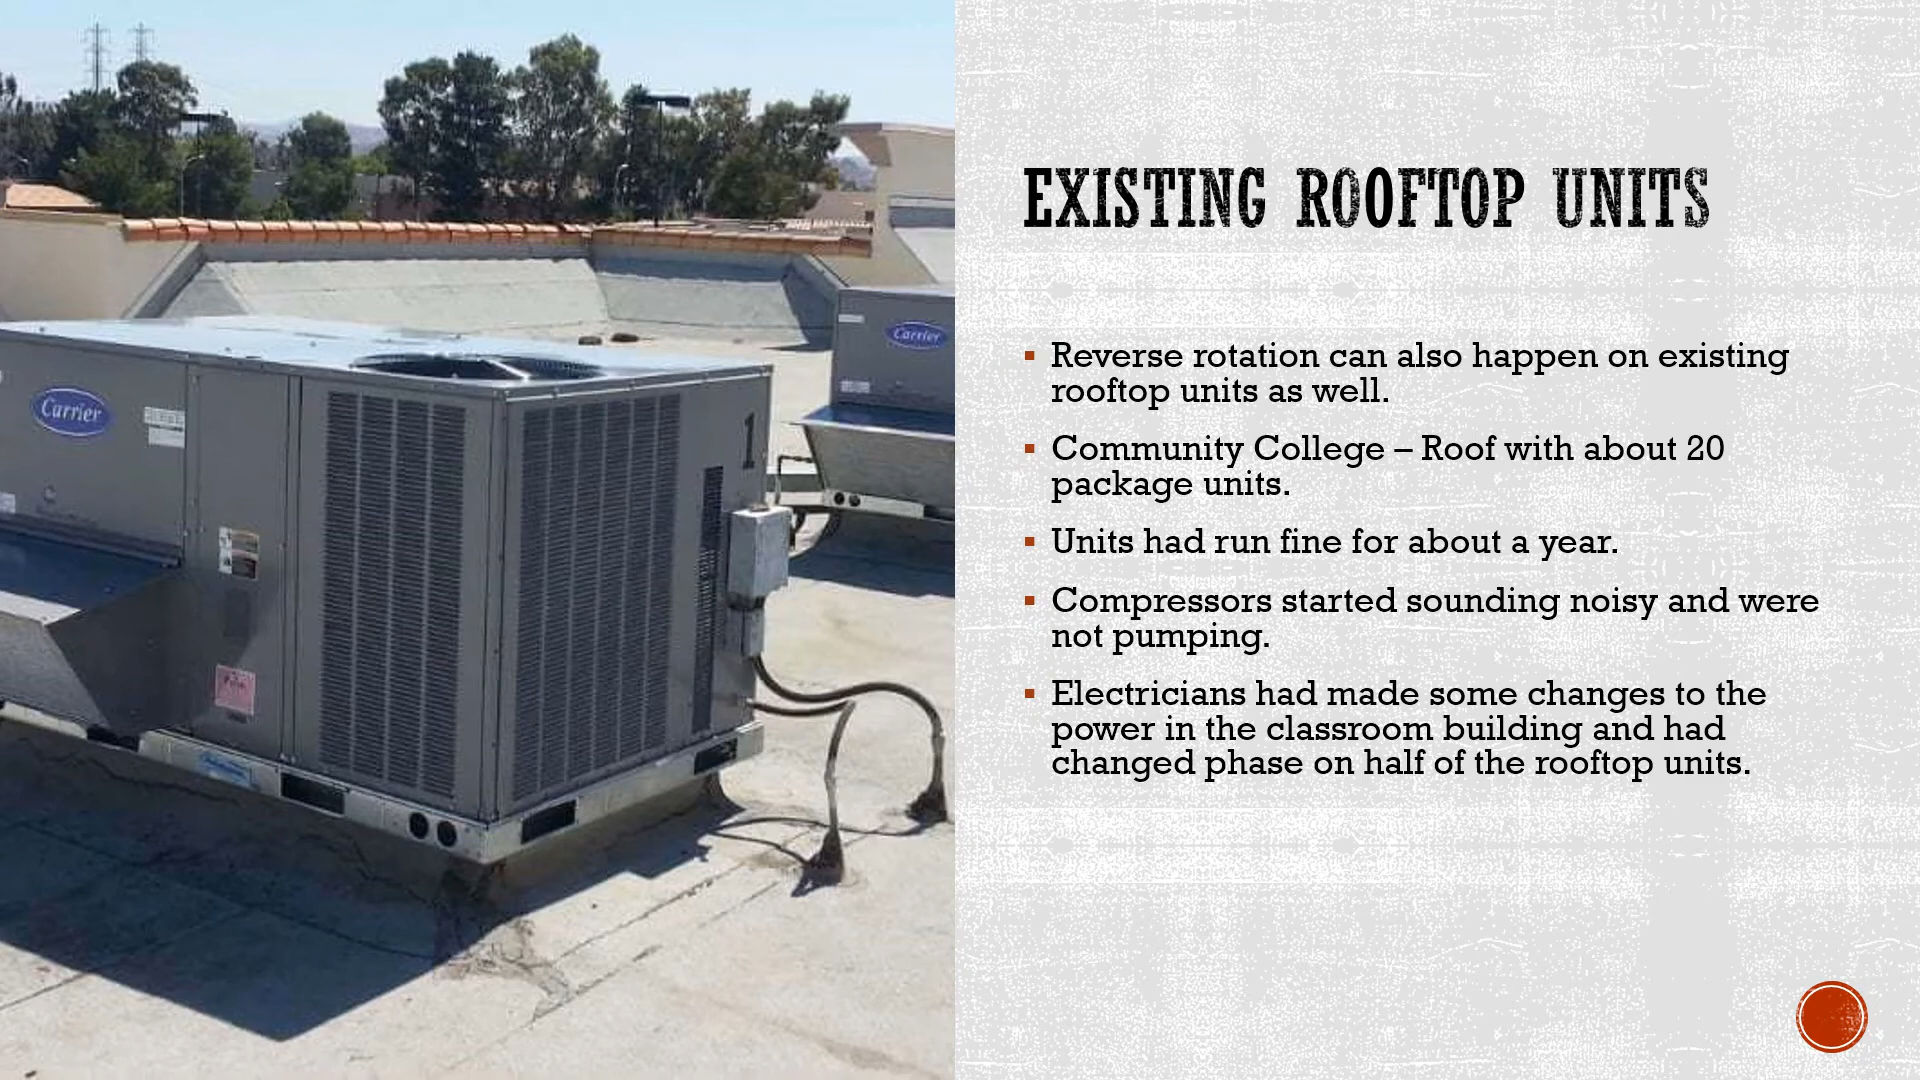 EXISTING ROOFTOP UNITS
Reverse rotation can also happen on existing
rooftop units as well.
Community College – Roof with about 20
package units.
Units had run fine for about a year.
Compressors started sounding noisy and were
not pumping.
Electricians had made some changes to the
power in the classroom building and had
changed phase on half of the rooftop units.
Carrier
Carrier
1